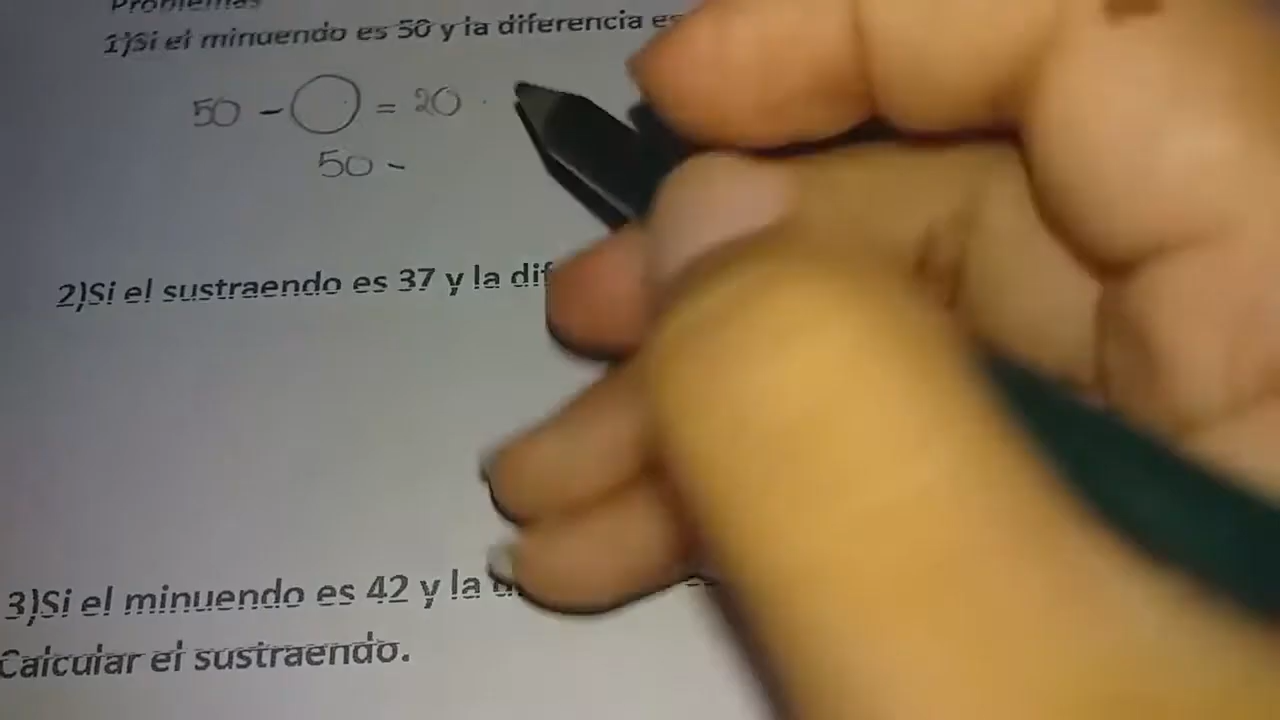 Problemas
1)Si el minuendo es 50 y la diferencia es
50 - = 20
50 -
2)Si el sustraendo es 37 y la
3)Si el minuendo es 42 y la
Calcular el sustraendo.